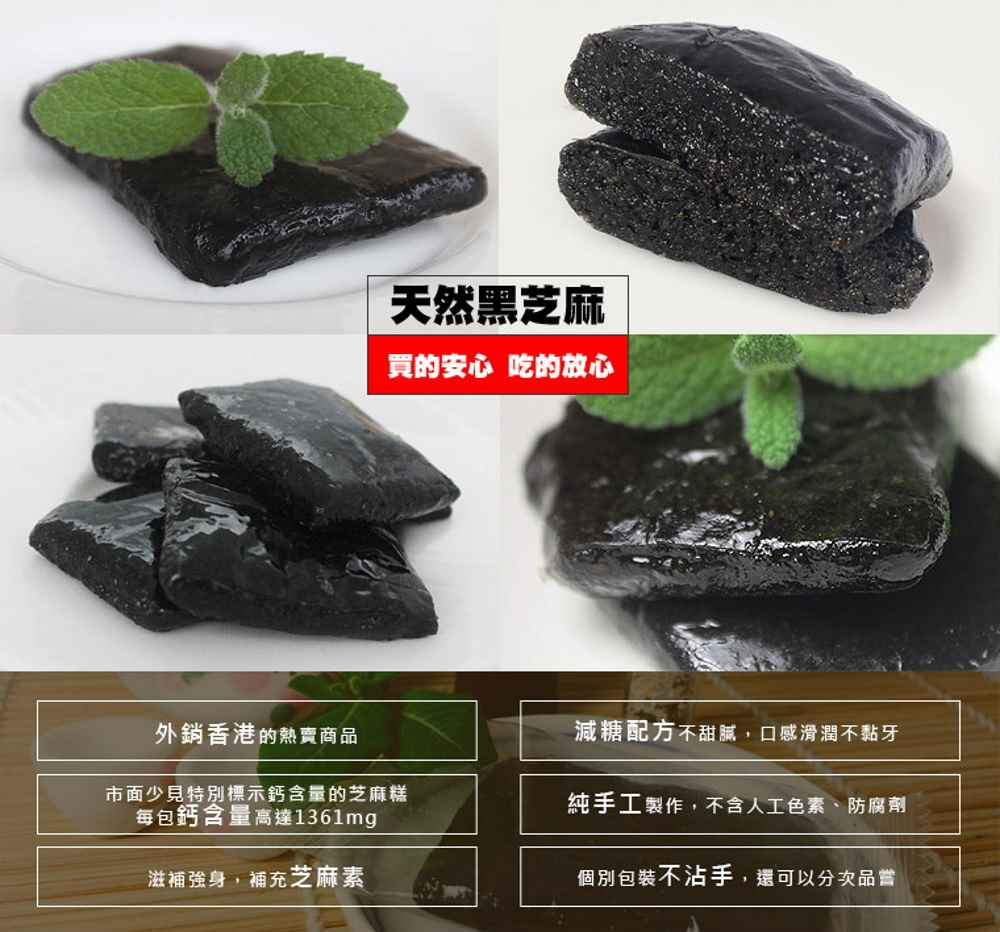 天然黑芝麻
買的安心 吃的放心
外銷香港的熱賣商品
市面少見特別標示鈣含量的芝麻糕
每包鈣含量高達1361mg
滋補強身，補充芝麻素
減糖配方不甜膩，口感滑潤不黏牙
純手工製作，不含人工色素、防腐劑
個別包裝不沾手，還可以分次品嘗